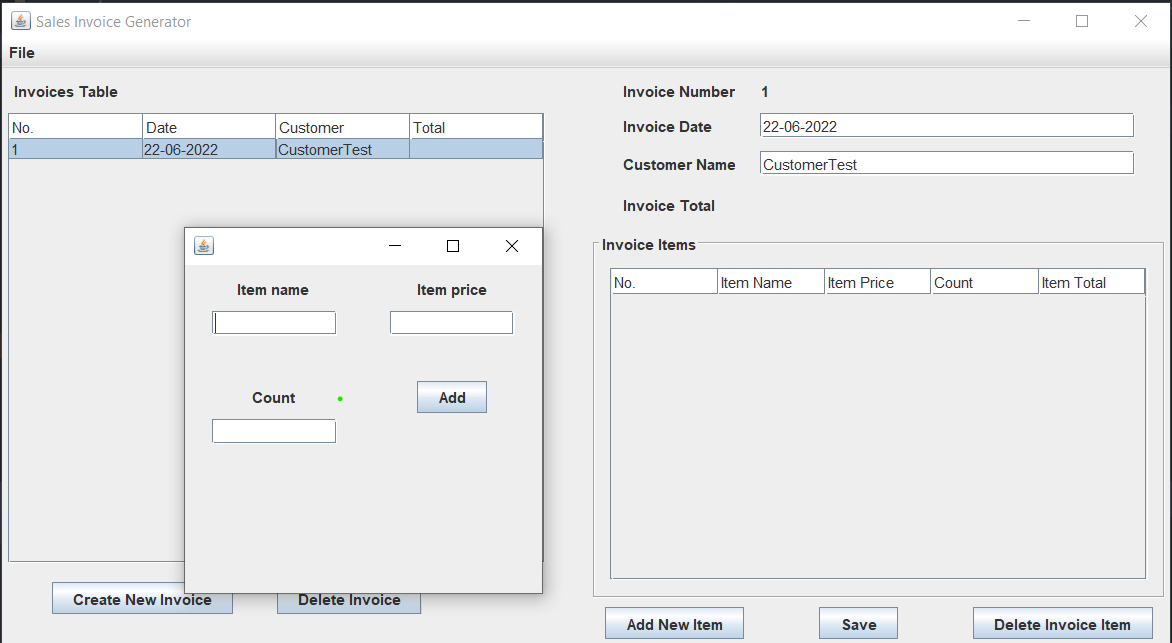 Sales Invoice Generator
File
Invoices Table
No. Date Customer Total
1 22-06-2022 CustomerTest
Item name Item price
Count Add
Create New Invoice Delete Invoice
Invoice Number 1
Invoice Date 22-06-2022
Customer Name CustomerTest
Invoice Total
Invoice Items
No. Item Name Item Price Count Item Total
Add New Item Save Delete Invoice Item